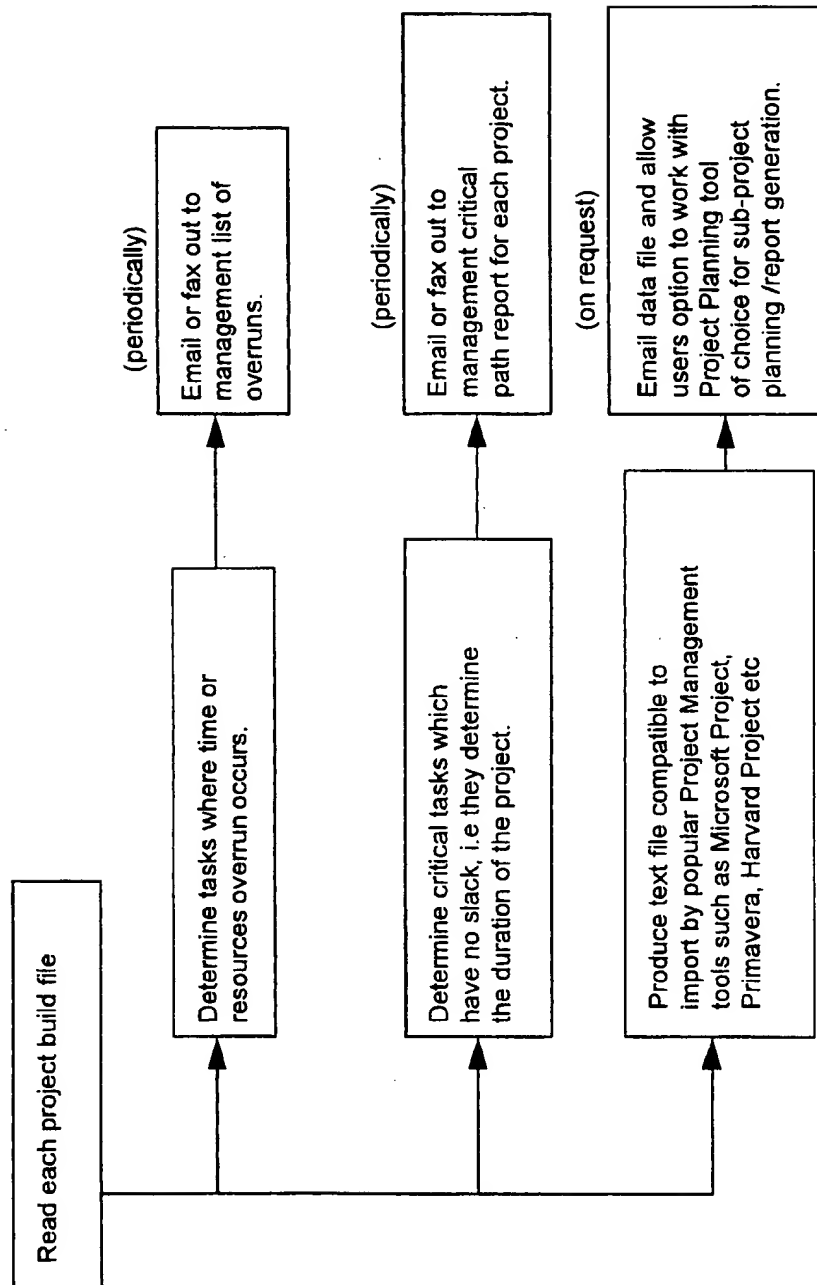 Read each project build file
Determine tasks where time or
resources overrun occurs.
(periodically)
Email or fax out to
management list of
overruns.
Determine critical tasks which
have no slack, i.e they determine
the duration of the project.
(periodically)
Email or fax out to
management critical
path report for each project.
Produce text file compatible to
import by popular Project Management
tools such as Microsoft Project,
Primavera, Harvard Project etc
(on request)
Email data file and allow
users option to work with
Project Planning tool
of choice for sub-project
planning /report generation.